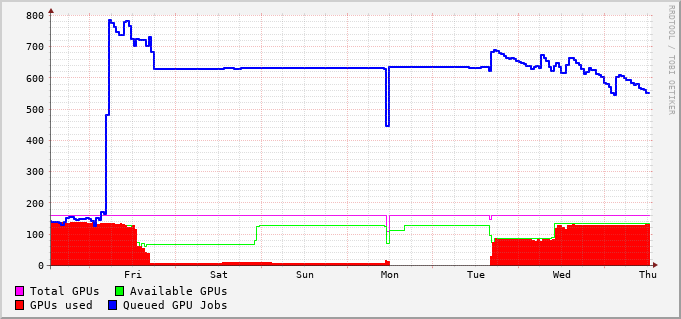 800
700
600
500
400
300
200
100
0
Fri Sat Sun Mon Tue Wed Thu
Total GPUs Available GPUs
GPUs used Queued GPU Jobs
RRDTOOL / TOBI OETIKER